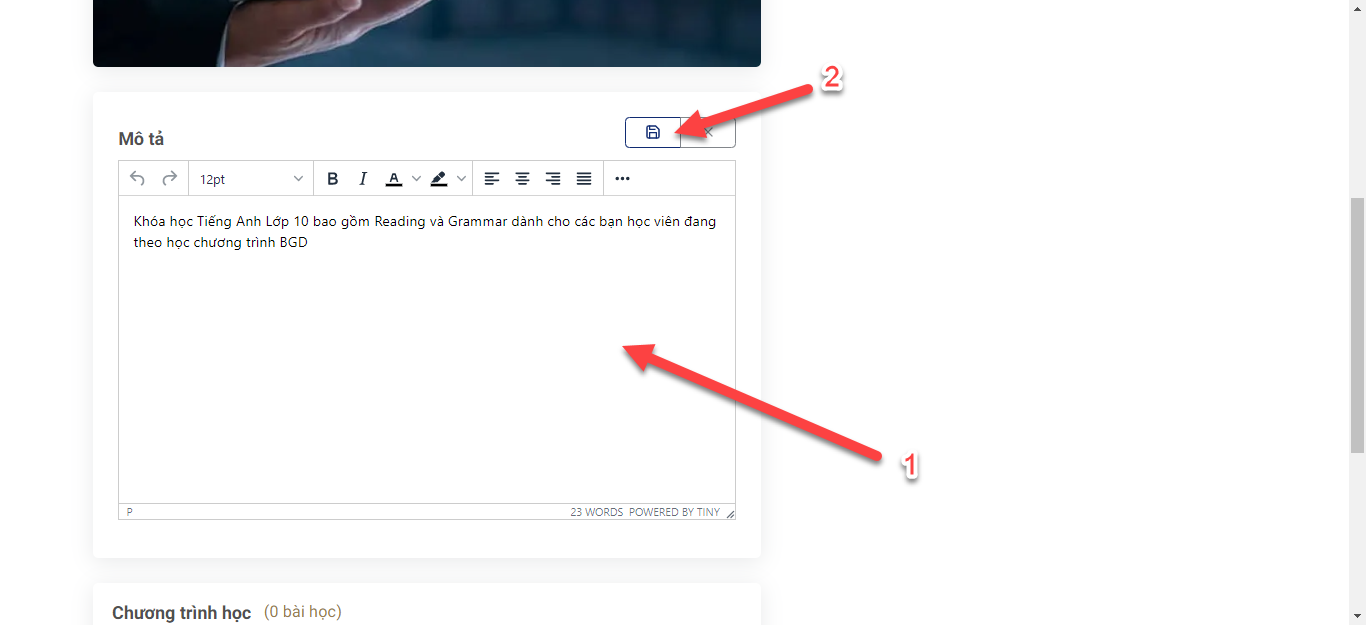 2
Mô tả
12pt
B I A
Khóa học Tiếng Anh Lớp 10 bao gồm Reading và Grammar dành cho các bạn học viên đang
theo học chương trình BGD
1
P 23 WORDS POWERED BY TINY
Chương trình học (0 bài học)